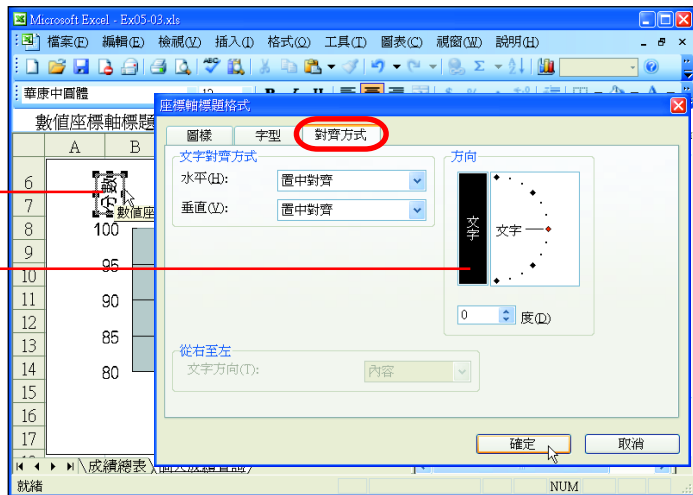 Microsoft Excel - Ex05-03.xls
檔案(F) 編輯(E) 檢視(V) 插入(I) 格式(O) 工具(T) 圖表(C) 視窗(W) 說明(H)
華康中圓體 12
數值座標軸標題
座標軸標題格式
圖樣 字型 對齊方式
文字對齊方式
水平(H): 置中對齊
垂直(V): 置中對齊
方向
文字
文字
0 度(D)
從右至左
文字方向(T): 內容
確定 取消
A B
6
7
8
9
10
11
12
13
14
15
16
17
數值座
100
95
90
85
80
成績總表
就緒 NUM